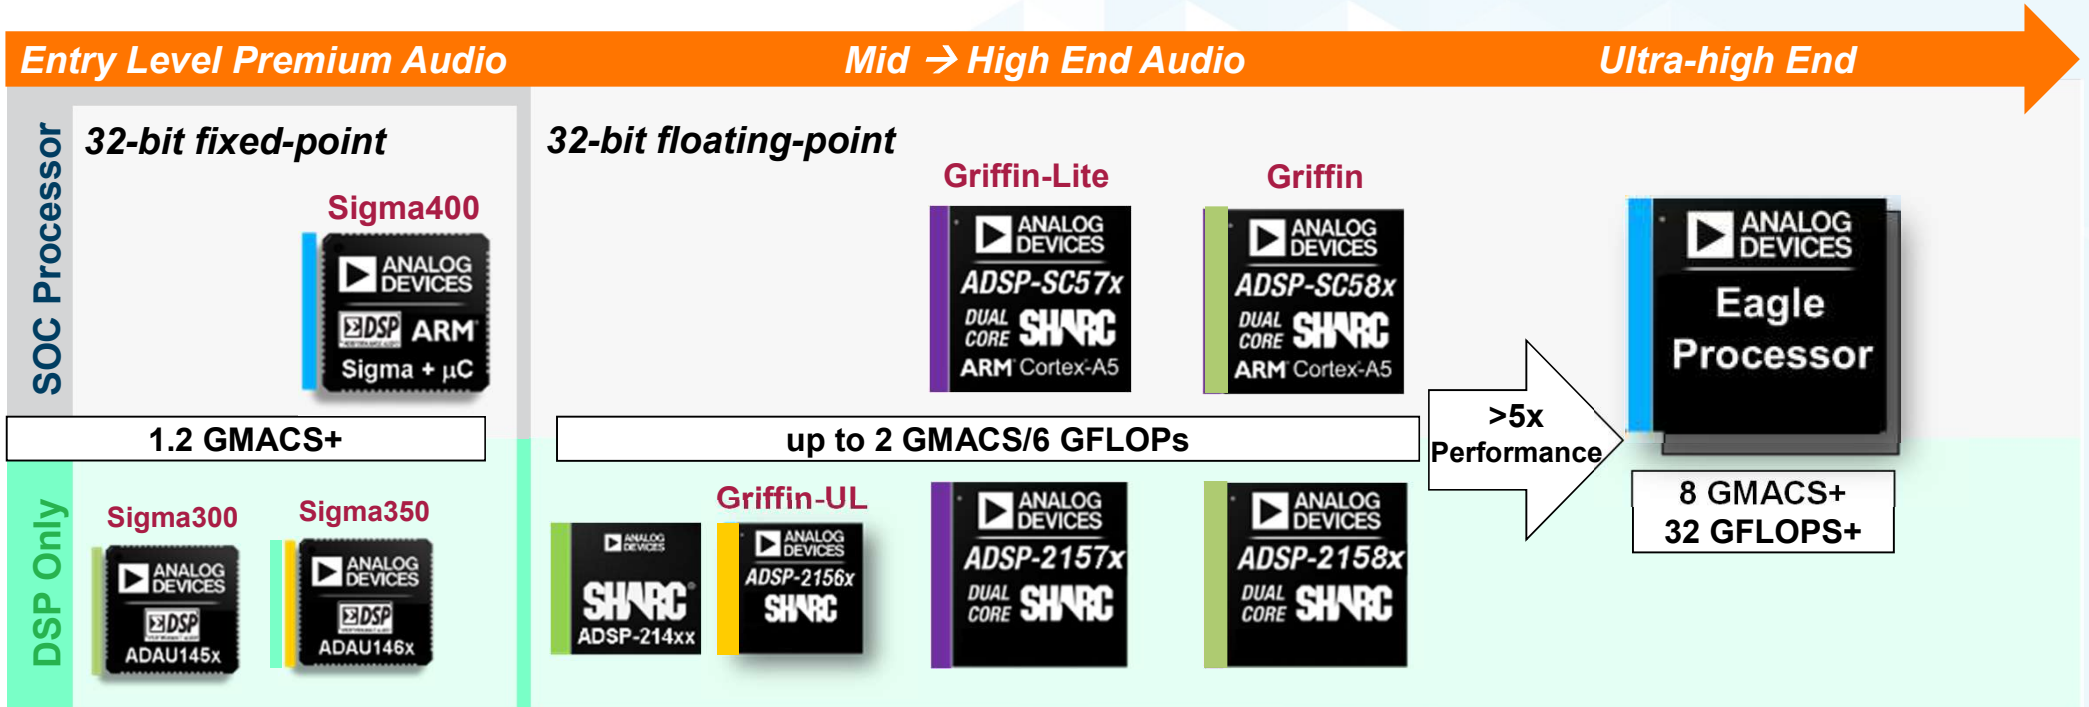 Entry Level Premium Audio
Mid → High End Audio
Ultra-high End
SOC Processor
32-bit fixed-point
32-bit floating-point
Sigma400
ANALOG
DEVICES
ΣDSP ARM
Sigma + μC
Griffin-Lite
ANALOG
DEVICES
ADSP-SC57x
DUAL
CORE SHARC
ARM Cortex-A5
Griffin
ANALOG
DEVICES
ADSP-SC58x
DUAL
CORE SHARC
ARM Cortex-A5
ANALOG
DEVICES
Eagle
Processor
1.2 GMACS+
up to 2 GMACS/6 GFLOPs
>5x
Performance
8 GMACS+
32 GFLOPS+
DSP Only
Sigma300
ANALOG
DEVICES
ΣDSP
ADAU145x
Sigma350
ANALOG
DEVICES
ΣDSP
ADAU146x
ANALOG
DEVICES
SHARC®
ADSP-214xx
Griffin-UL
ANALOG
DEVICES
ADSP-2156x
SHARC
ANALOG
DEVICES
ADSP-2157x
DUAL
CORE SHARC
ANALOG
DEVICES
ADSP-2158x
DUAL
CORE SHARC